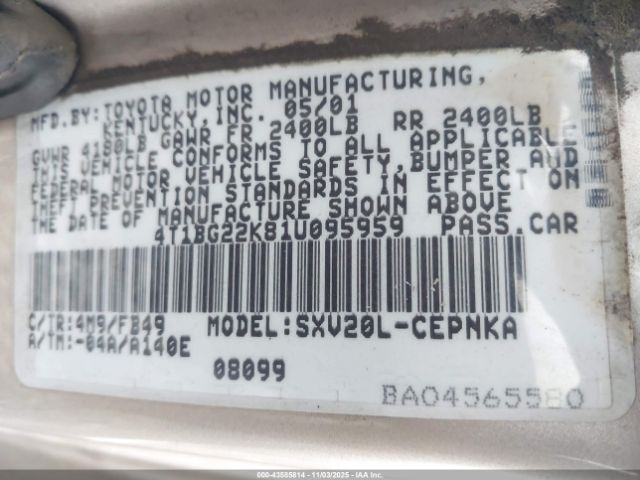 MFD.BY:TOYOTA MOTOR MANUFACTURING,
KENTUCKY,INC. 05/01
GVWR 4180LB GAWR FR 2400LB RR 2400LB
THIS VEHICLE CONFORMS TO ALL APPLICABLE
FEDERAL MOTOR VEHICLE SAFETY,BUMPER AND
THEFT PREVENTION STANDARDS IN EFFECT ON
THE DATE OF MANUFACTURE SHOWN ABOVE
4T1BG22K81U095959 PASS.CAR
C/TR:4M9/FB49 MODEL:SXV20L-CEPNKA
A/TM:-04A/A140E
08099
BA04565580
000-43585814 - 11/03/2025 - IAAI.COM